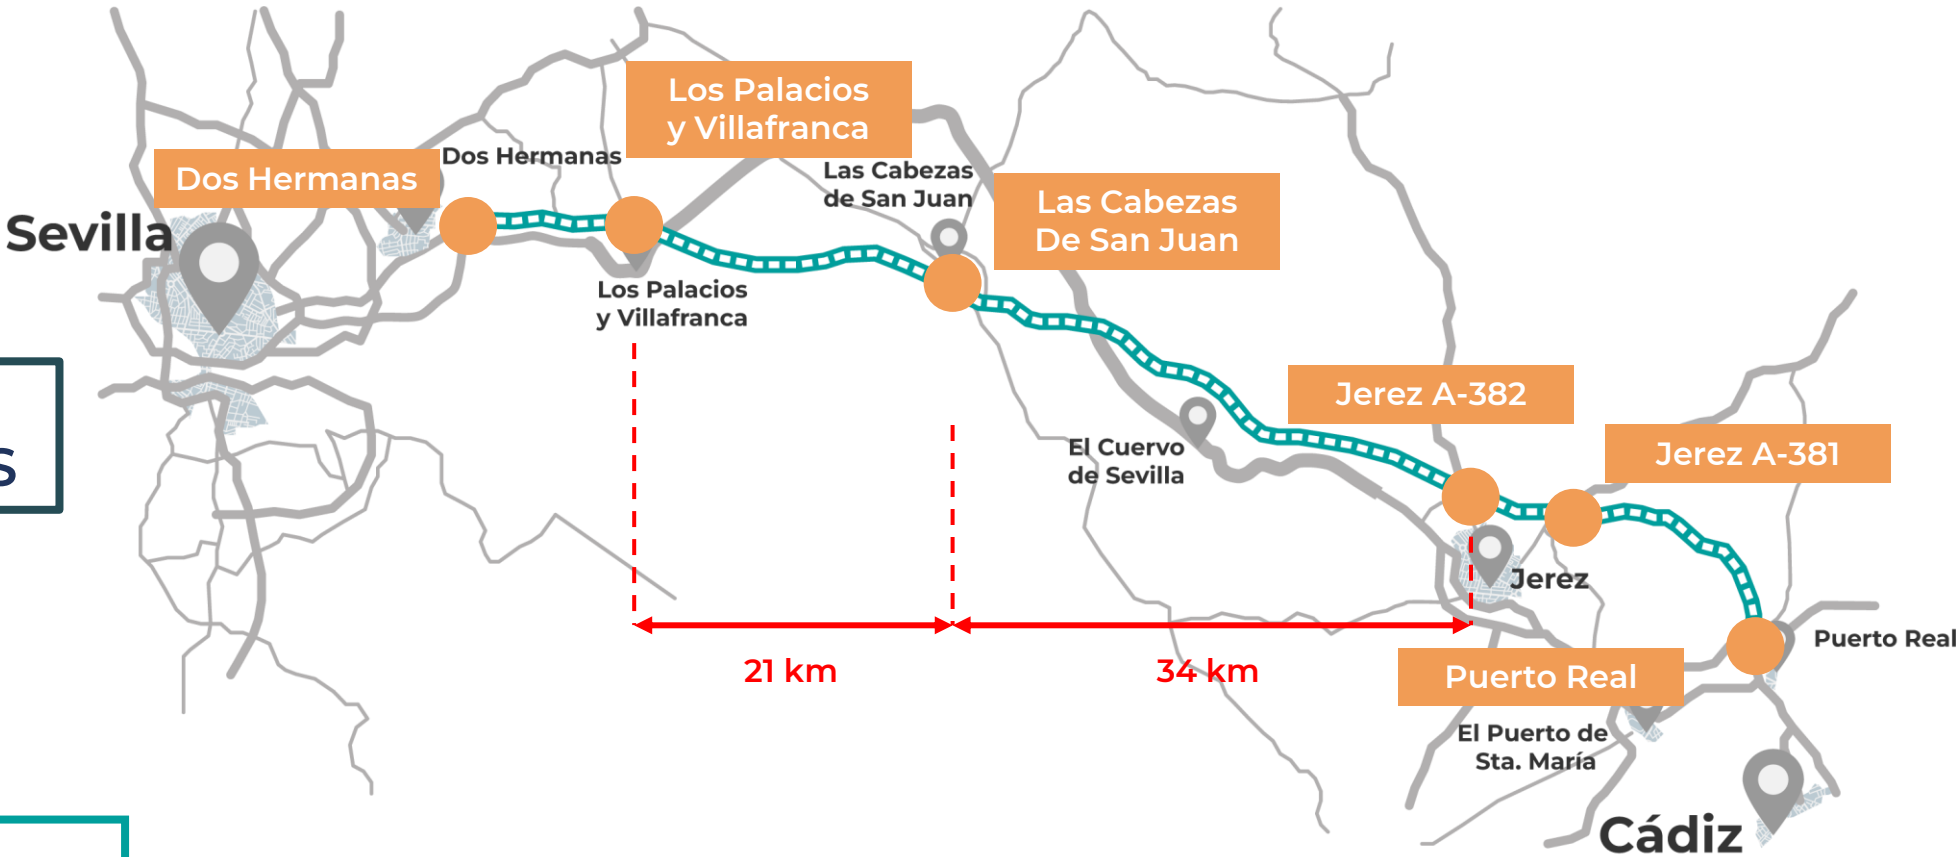 Los Palacios
y Villafranca
Dos Hermanas
Dos Hermanas
Las Cabezas
de San Juan
Las Cabezas
De San Juan
Sevilla
Los Palacios
y Villafranca
Jerez A-382
Jerez A-381
El Cuervo
de Sevilla
s
Jerez
Puerto Real
21 km
34 km
Puerto Real
El Puerto de
Sta. María
Cádiz